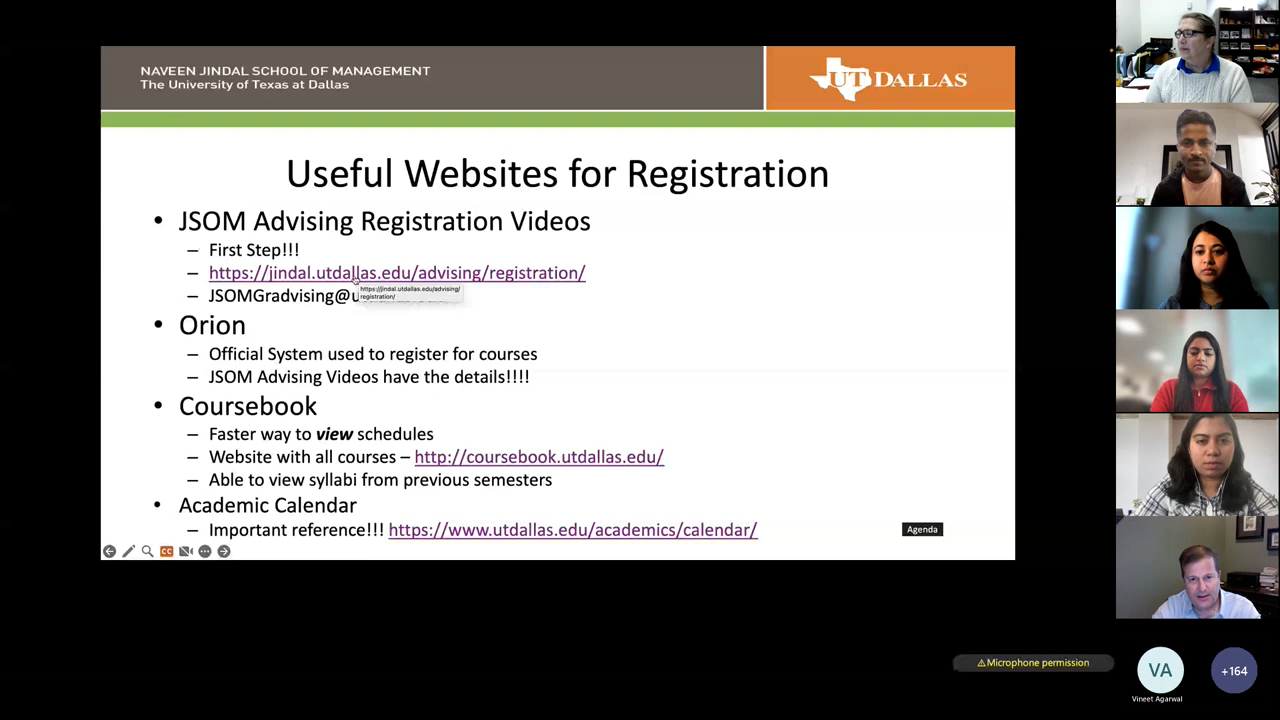 NAVEEN JINDAL SCHOOL OF MANAGEMENT
The University of Texas at Dallas
UT DALLAS
Useful Websites for Registration
• JSOM Advising Registration Videos
– First Step!!!
– https://jindal.utdallas.edu/advising/registration/
https://jindal.utdallas.edu/advising/
registration/
– JSOMGradvising@u
• Orion
– Official System used to register for courses
– JSOM Advising Videos have the details!!!!
• Coursebook
– Faster way to view schedules
– Website with all courses – http://coursebook.utdallas.edu/
– Able to view syllabi from previous semesters
• Academic Calendar
– Important reference!!! https://www.utdallas.edu/academics/calendar/
Agenda
CC
⚠Microphone permission
VA
+164
Vineet Agarwal